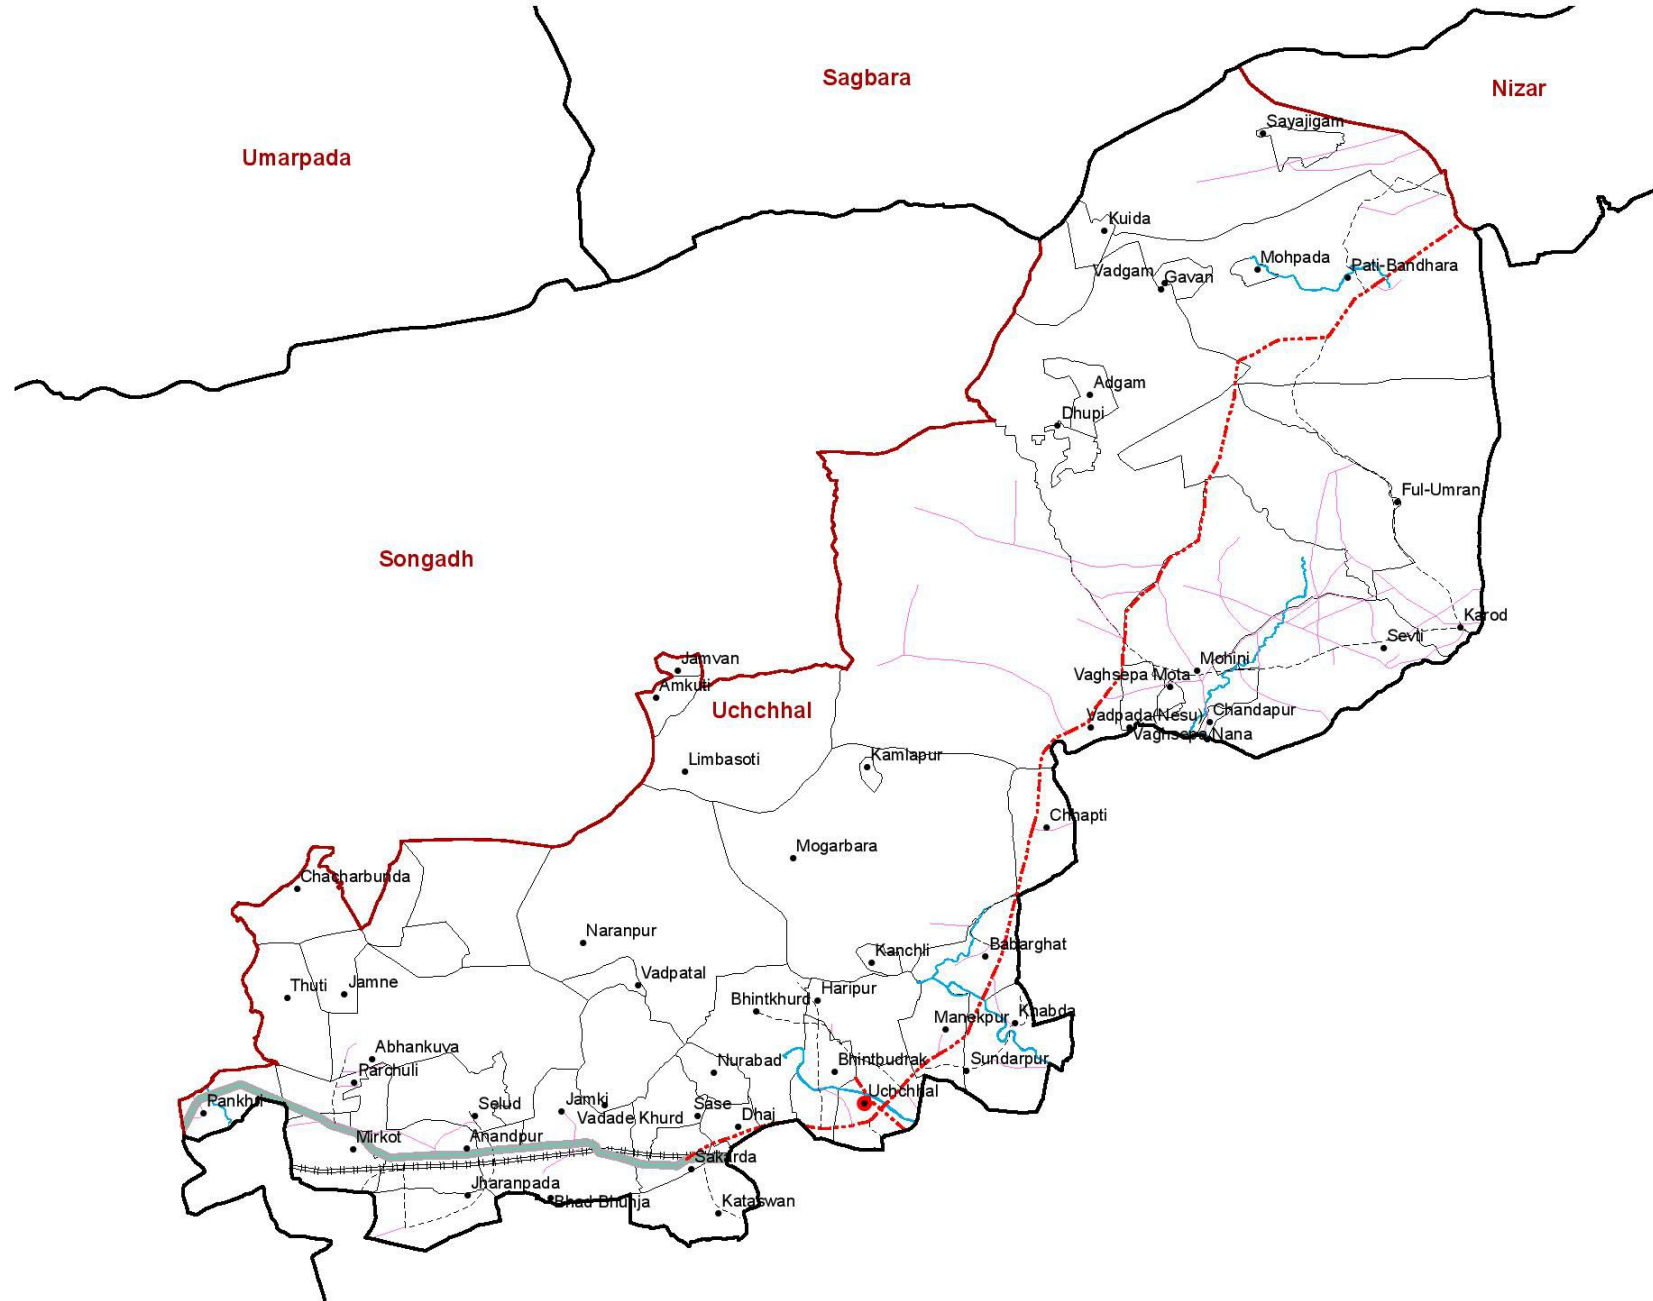 Sagbara
Nizar
Umarpada
Sayajigam
Kuida
Mohpada
Pati-Bandhara
Vadgam
Gavan
Adgam
Dhupi
Ful-Umran
Songadh
Karod
Sevti
Jamvan
Mohini
Vaghsepa Mota
Amkuti
Uchchhal
Vadpada(Nesu)
Chandapur
Vaghsepa Nana
Limbasoti
Kamlapur
Chhapti
Mogarbara
Chacharbunda
Naranpur
Kanchli
Babarghat
Vadpatal
Thuti
Jamne
Haripur
Bhintkhurd
Manekpur
Khabda
Abhankuva
Parchuli
Nurabad
Bhintbudrak
Sundarpur
Uchchhal
Pankhri
Selud
Jamki
Vadade Khurd
Sase
Dhaj
Mirkot
Anandpur
Sakarda
Jharanpada
Bhad Bhunja
Kataswan